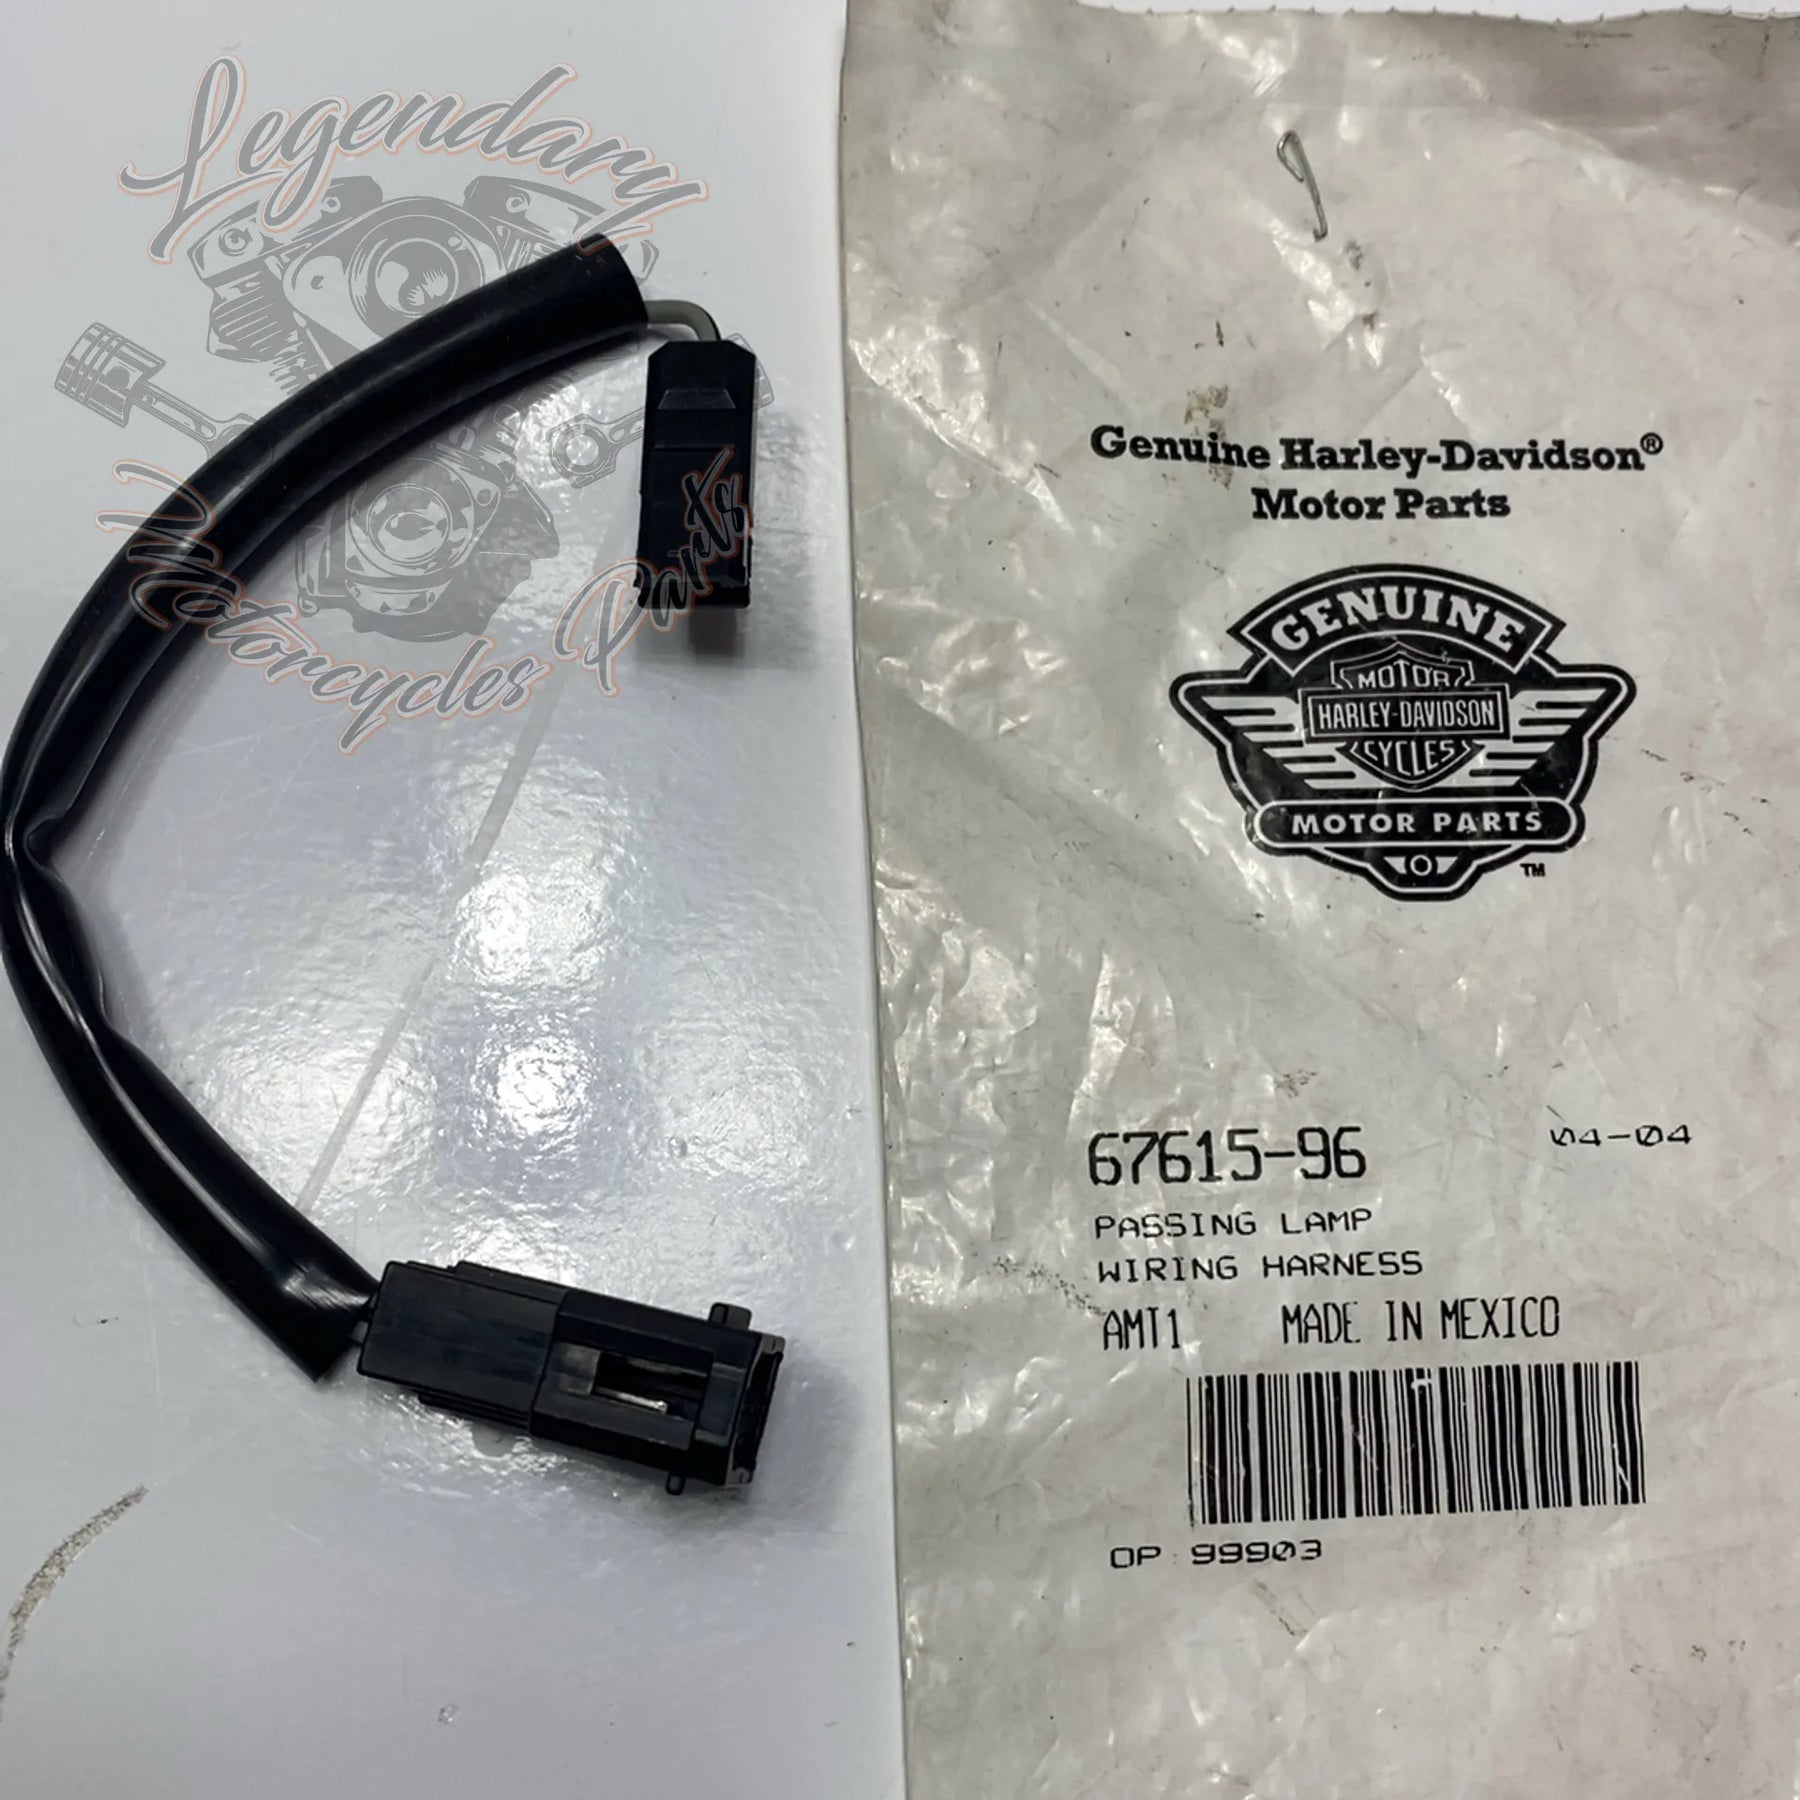 Legendary
Motorcycles Parts
Genuine Harley-Davidson®
Motor Parts
GENUINE
MOTOR
HARLEY-DAVIDSON
CYCLES
MOTOR PARTS
TM
67615-96 04-04
PASSING LAMP
WIRING HARNESS
AMT1 MADE IN MEXICO
OP: 99903